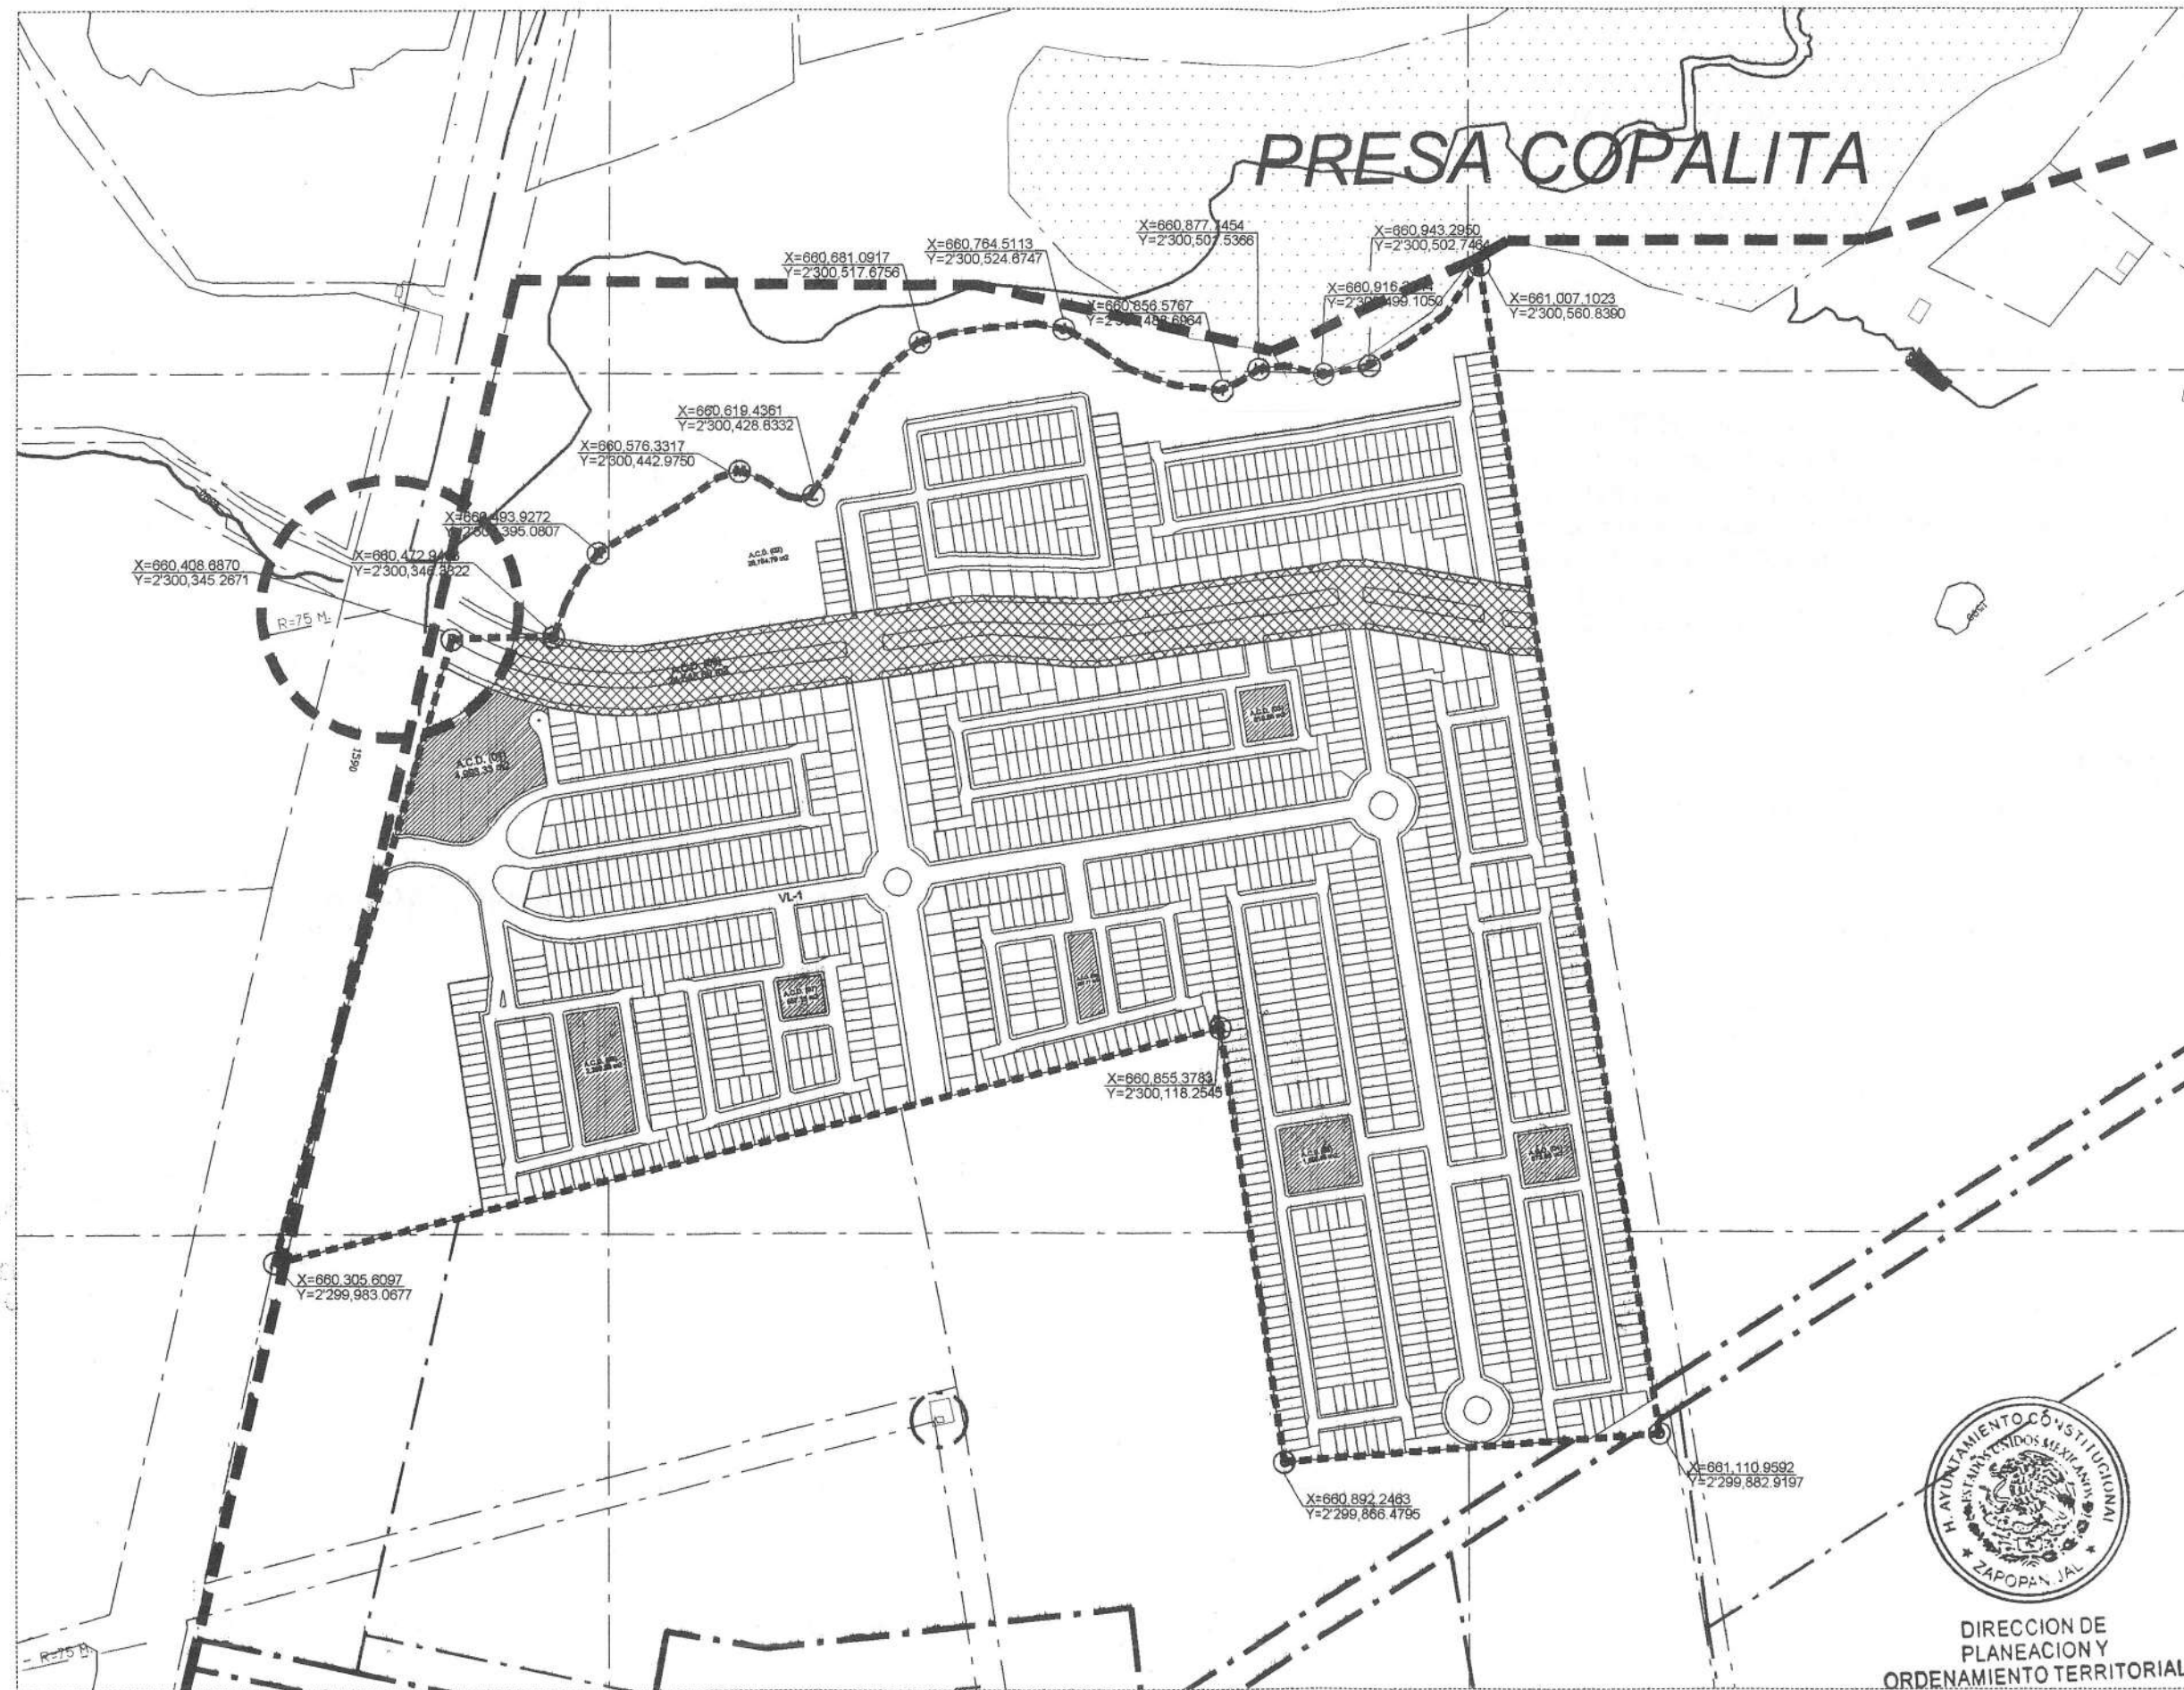 PRESA COPALITA
X=660,877.7454
Y=2'300,507.5366
X=660,943.2950
Y=2'300,502.7464
X=660,764.5113
Y=2'300,524.6747
X=660,681.0917
Y=2'300,517.6756
X=660,856.5767
X=661,007.1023
Y=2'300,560.8390
X=660,619.4361
Y=2'300,428.6332
X=660,576.3317
Y=2'300,442.9750
X=660,493.9272
X=660,408.6870
Y=2'300,345.2671
R=75 M.
A.C.D.
1590
A.C.D.
VL-1
X=660,855.3783
Y=2'300,118.2545
X=660,305.6097
Y=2'299,983.0677
X=661,110.9592
Y=2'299,882.9197
X=660,892.2463
Y=2'299,866.4795
R=75 M.
H. AYUNTAMIENTO CONSTITUCIONAL
ESTADOS UNIDOS MEXICANOS
ZAPOPAN, JAL
DIRECCION DE
PLANEACION Y
ORDENAMIENTO TERRITORIAL